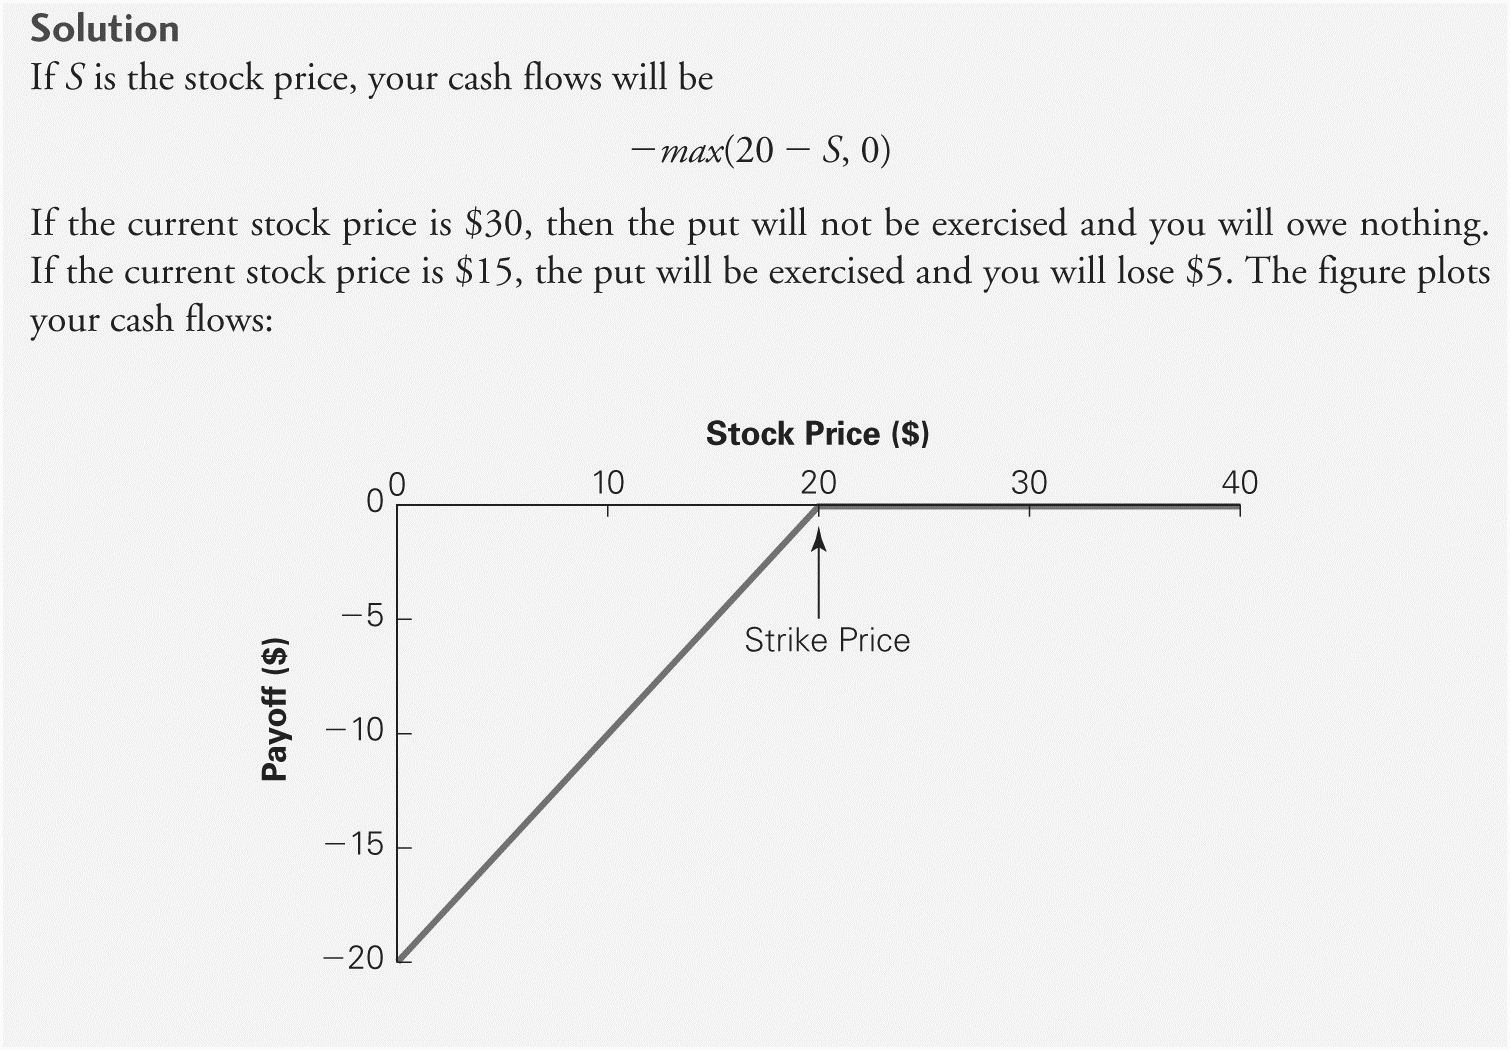 Solution
If S is the stock price, your cash flows will be
−max(20 − S, 0)
If the current stock price is $30, then the put will not be exercised and you will owe nothing.
If the current stock price is $15, the put will be exercised and you will lose $5. The figure plots
your cash flows:
Stock Price ($)
0 10 20 30 40
0
−5
Strike Price
Payoff ($)
−10
−15
−20